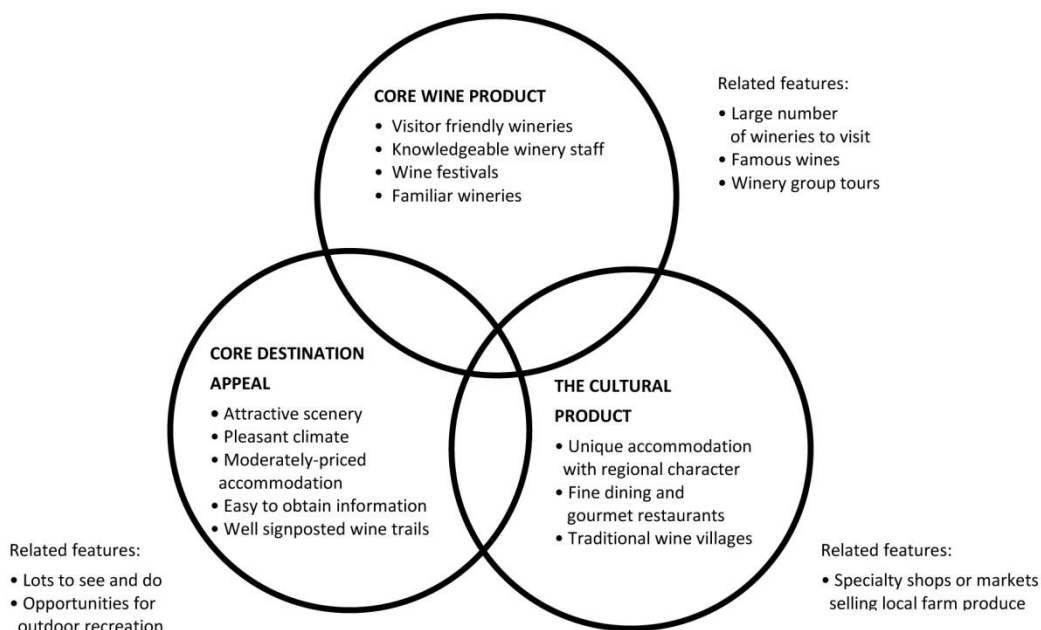 CORE WINE PRODUCT
• Visitor friendly wineries
• Knowledgeable winery staff
• Wine festivals
• Familiar wineries
Related features:
• Large number
of wineries to visit
• Famous wines
• Winery group tours
CORE DESTINATION
APPEAL
• Attractive scenery
• Pleasant climate
• Moderately-priced
accommodation
• Easy to obtain information
• Well signposted wine trails
THE CULTURAL
PRODUCT
• Unique accommodation
with regional character
• Fine dining and
gourmet restaurants
• Traditional wine villages
Related features:
• Lots to see and do
• Opportunities for
outdoor recreation
Related features:
• Specialty shops or markets
selling local farm produce